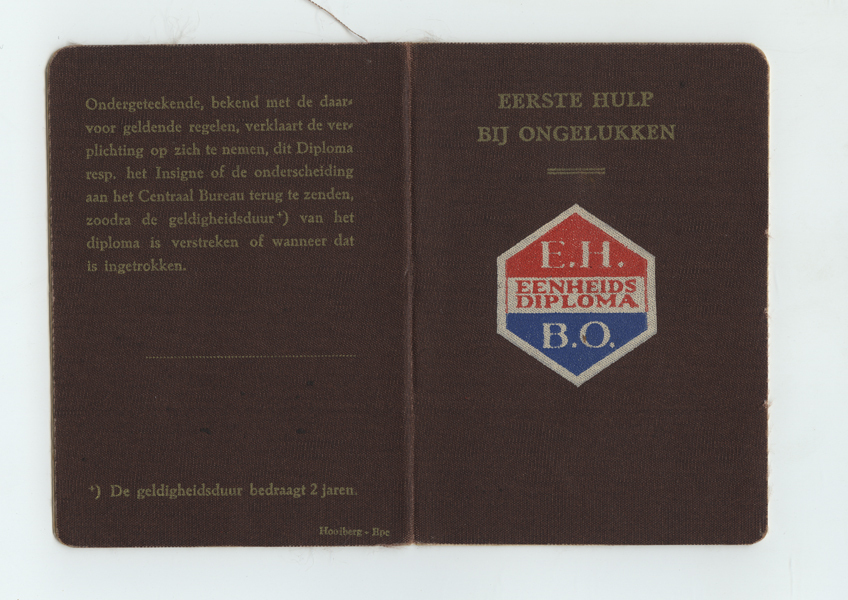 Ondergeteekende, bekend met de daar-
voor geldende regelen, verklaart de ver-
plichting op zich te nemen, dit Diploma
resp. het Insigne of de onderscheiding
aan het Centraal Bureau terug te zenden,
zoodra de geldigheidsduur *) van het
diploma is verstreken of wanneer dat
is ingetrokken.
*) De geldigheidsduur bedraagt 2 jaren.
Hooiberg - Epe
EERSTE HULP
BIJ ONGELUKKEN
E.H.
EENHEIDS
DIPLOMA
B.O.